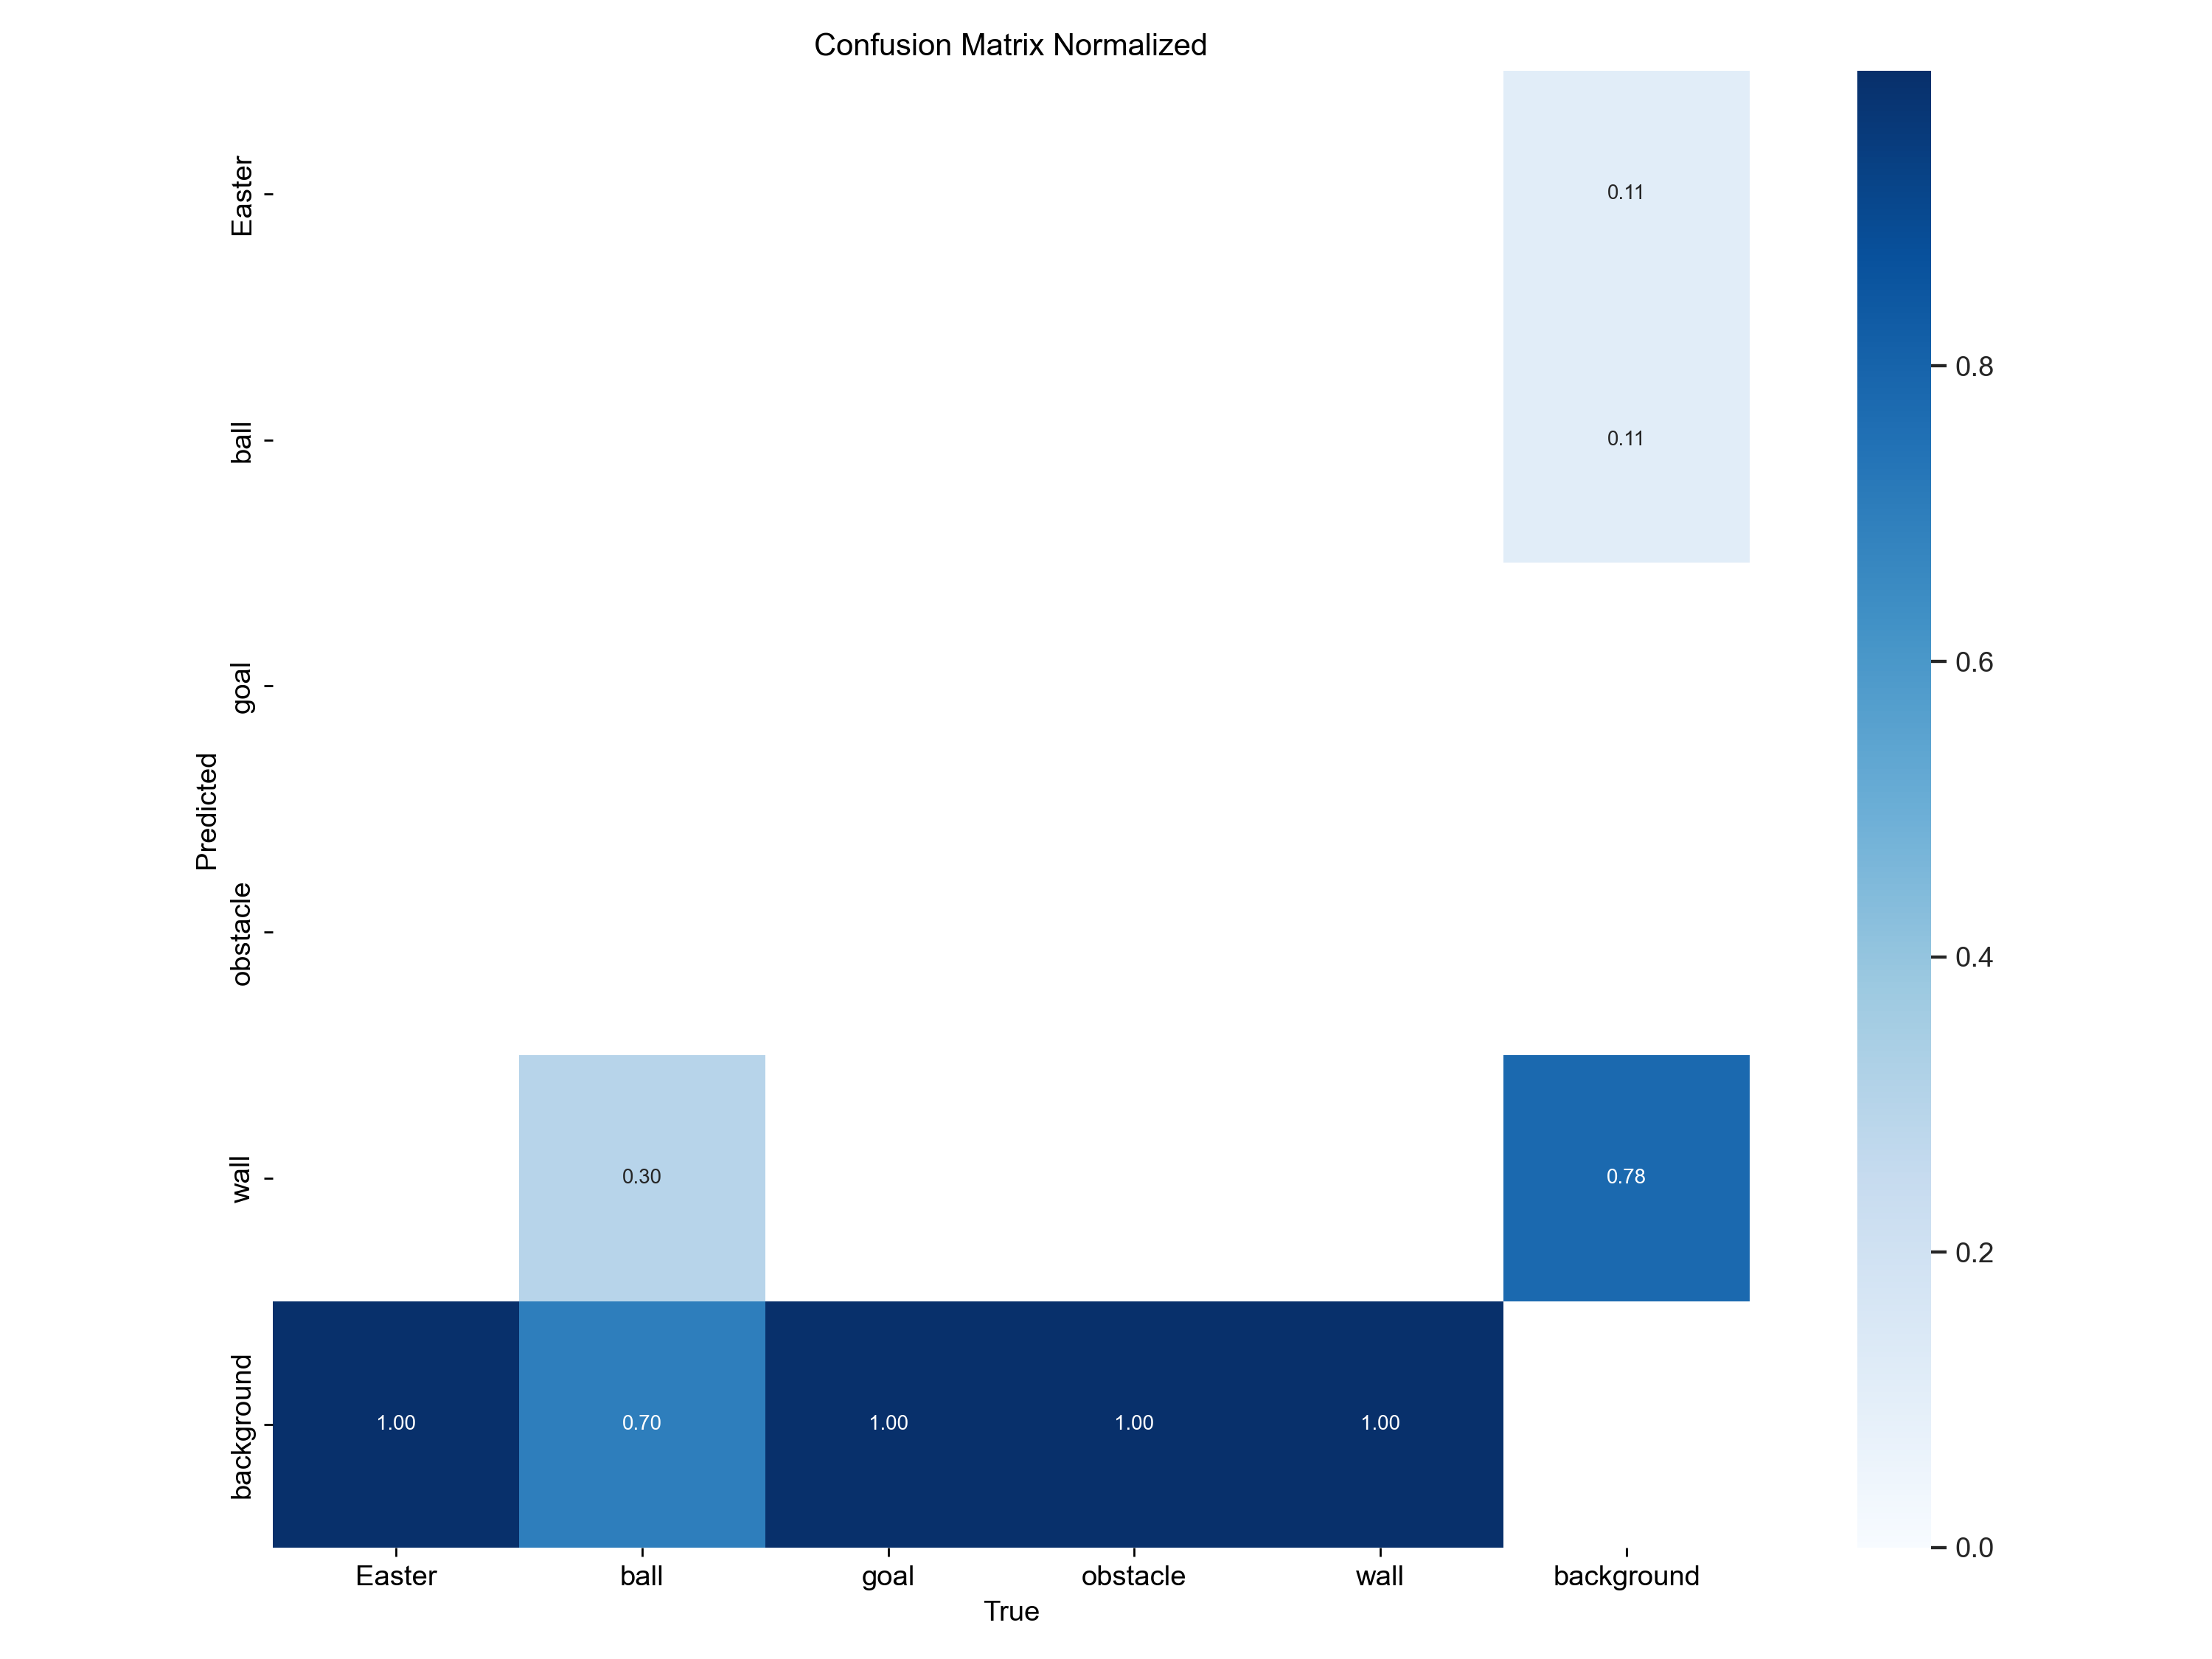 Confusion Matrix Normalized
Predicted
Easter
0.11
ball
0.11
goal
obstacle
wall
0.30 0.78
background
1.00 0.70 1.00 1.00 1.00
Easter ball goal obstacle wall background
True
0.8
0.6
0.4
0.2
0.0